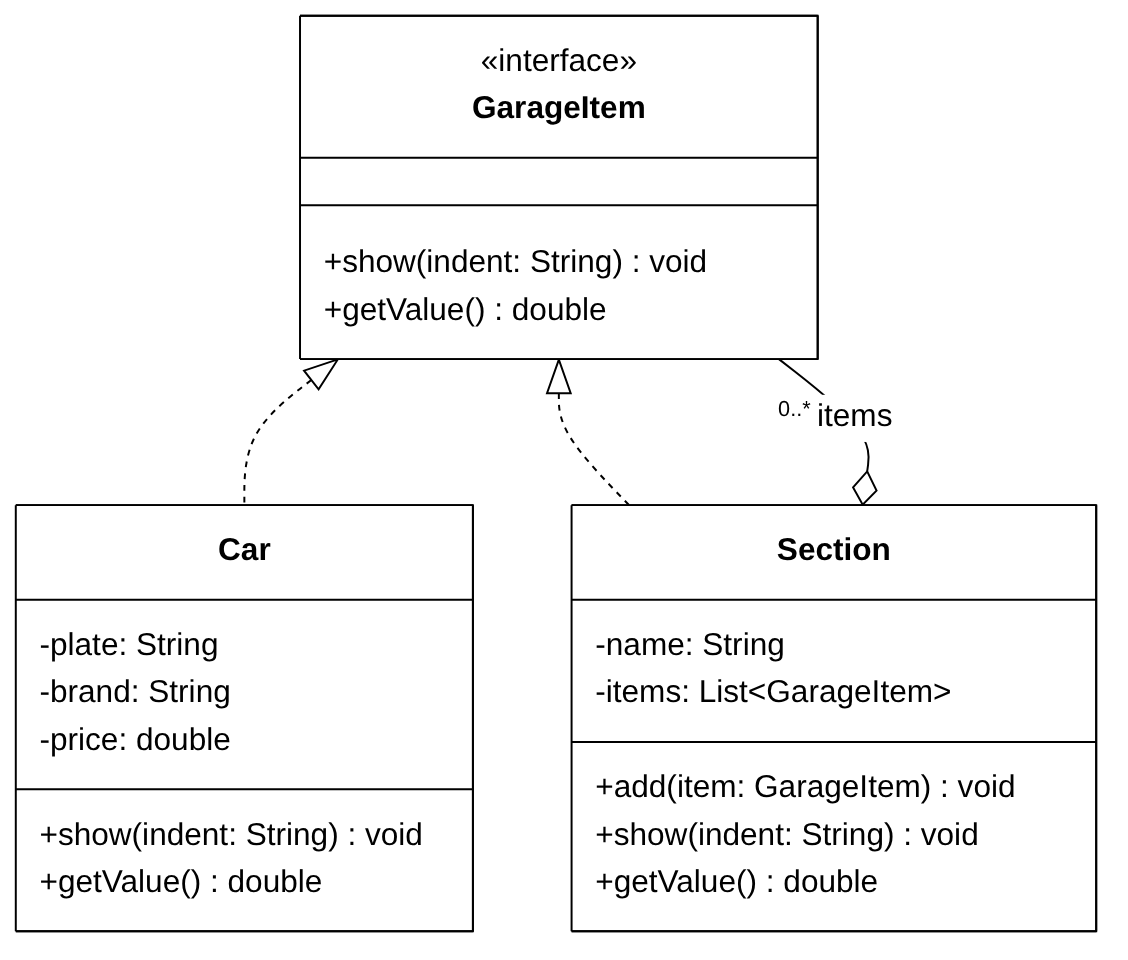 «interface»
GarageItem
+show(indent: String) : void
+getValue() : double
0..* items
Car
-plate: String
-brand: String
-price: double
+show(indent: String) : void
+getValue() : double
Section
-name: String
-items: List<GarageItem>
+add(item: GarageItem) : void
+show(indent: String) : void
+getValue() : double